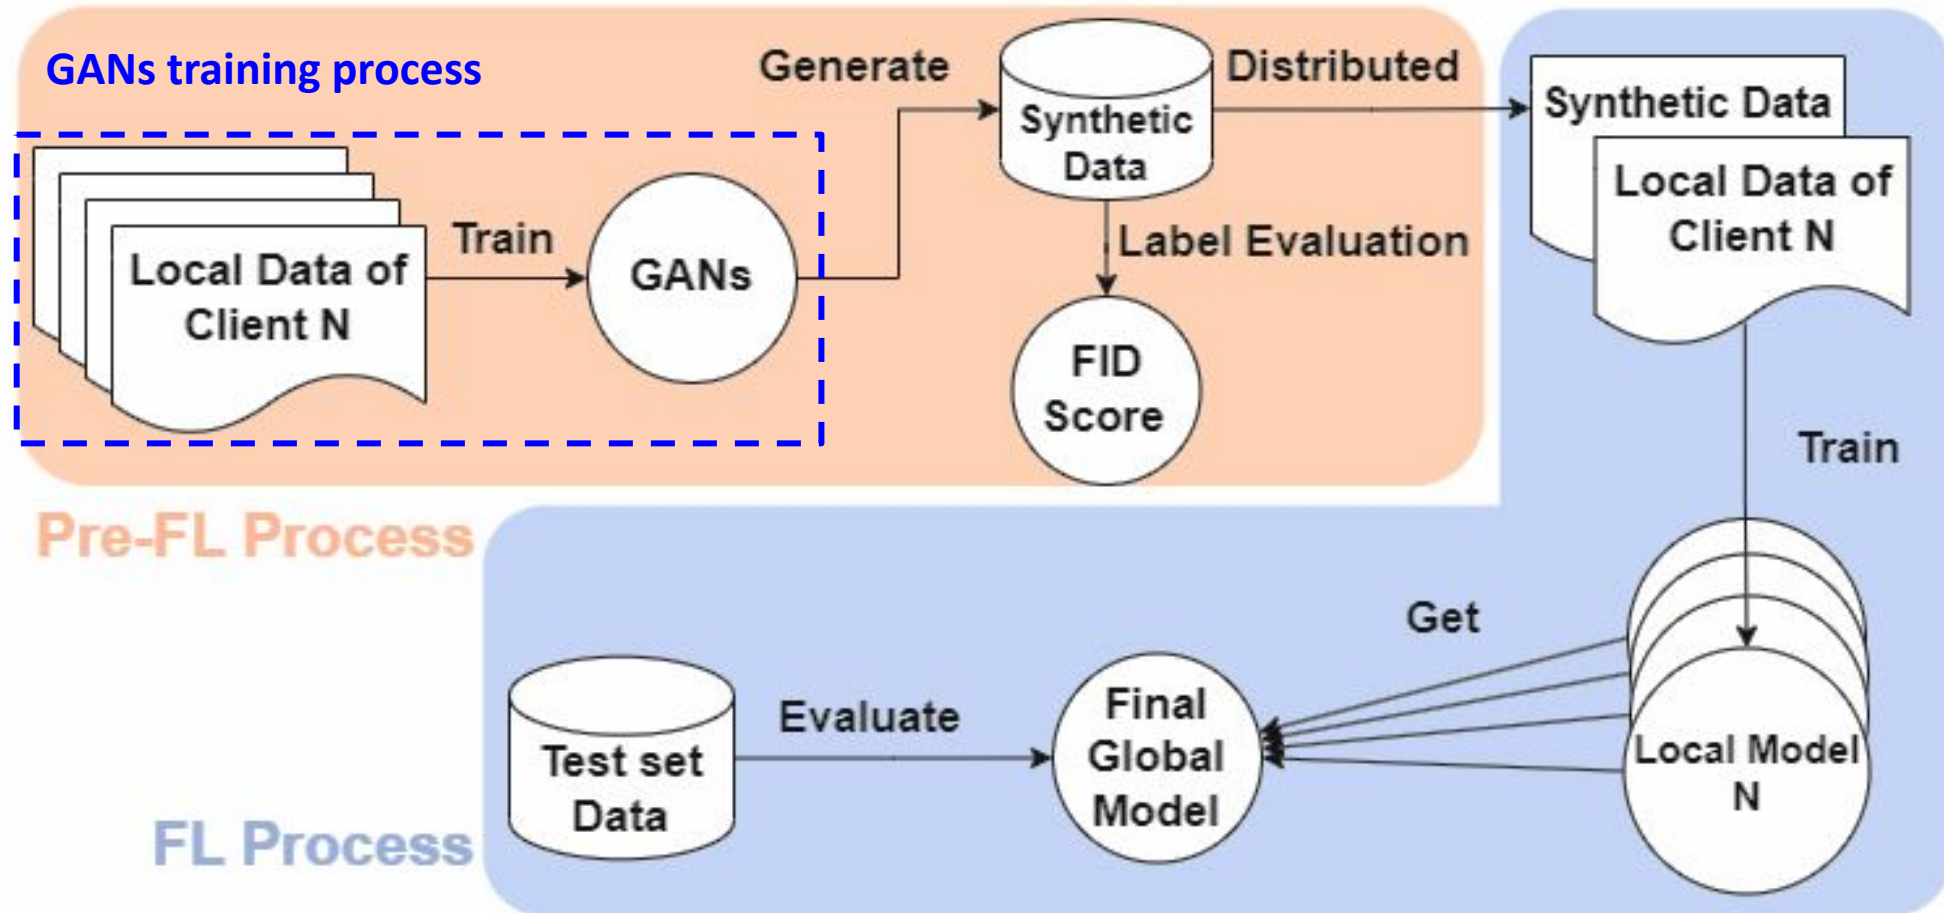 GANs training process
Generate
Distributed
Synthetic
Data
Synthetic Data
Local Data of
Client N
Train
GANs
Label Evaluation
Local Data of
Client N
FID
Score
Train
Pre-FL Process
Get
Test set
Data
Evaluate
Final
Global
Model
Local Model
N
FL Process